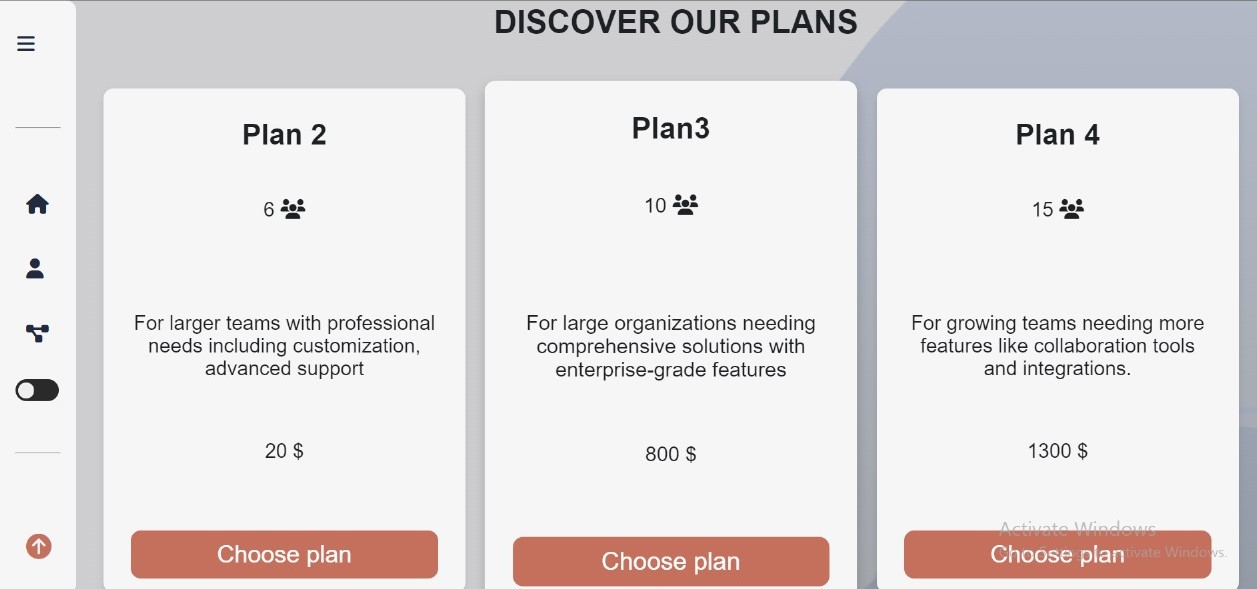 DISCOVER OUR PLANS
Plan 2
6
For larger teams with professional
needs including customization,
advanced support
20 $
Choose plan
Plan3
10
For large organizations needing
comprehensive solutions with
enterprise-grade features
800 $
Choose plan
Plan 4
15
For growing teams needing more
features like collaboration tools
and integrations.
1300 $
Choose plan
Activate Windows
activate Windows.